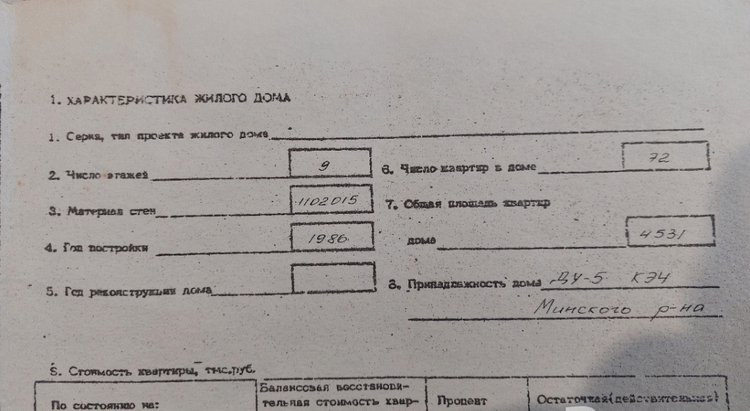 1. ХАРАКТЕРИСТИКА ЖИЛОГО ДОМА
1. Серия, тип проекта жилого дома
2. Число этажей 9
6. Число квартир в доме 72
3. Материал стен 1102015
7. Общая площадь квартир
4. Год постройки 1986
дома 4531
5. Год реконструкции дома
8. Принадлежность дома ДУ-5 КЭЧ
Минского р-на
S. Стоимость квартиры, тыс.руб.
По состоянию на:
Балансовая восстанови-
тельная стоимость квар-
Процент
Остаточная(действительная)